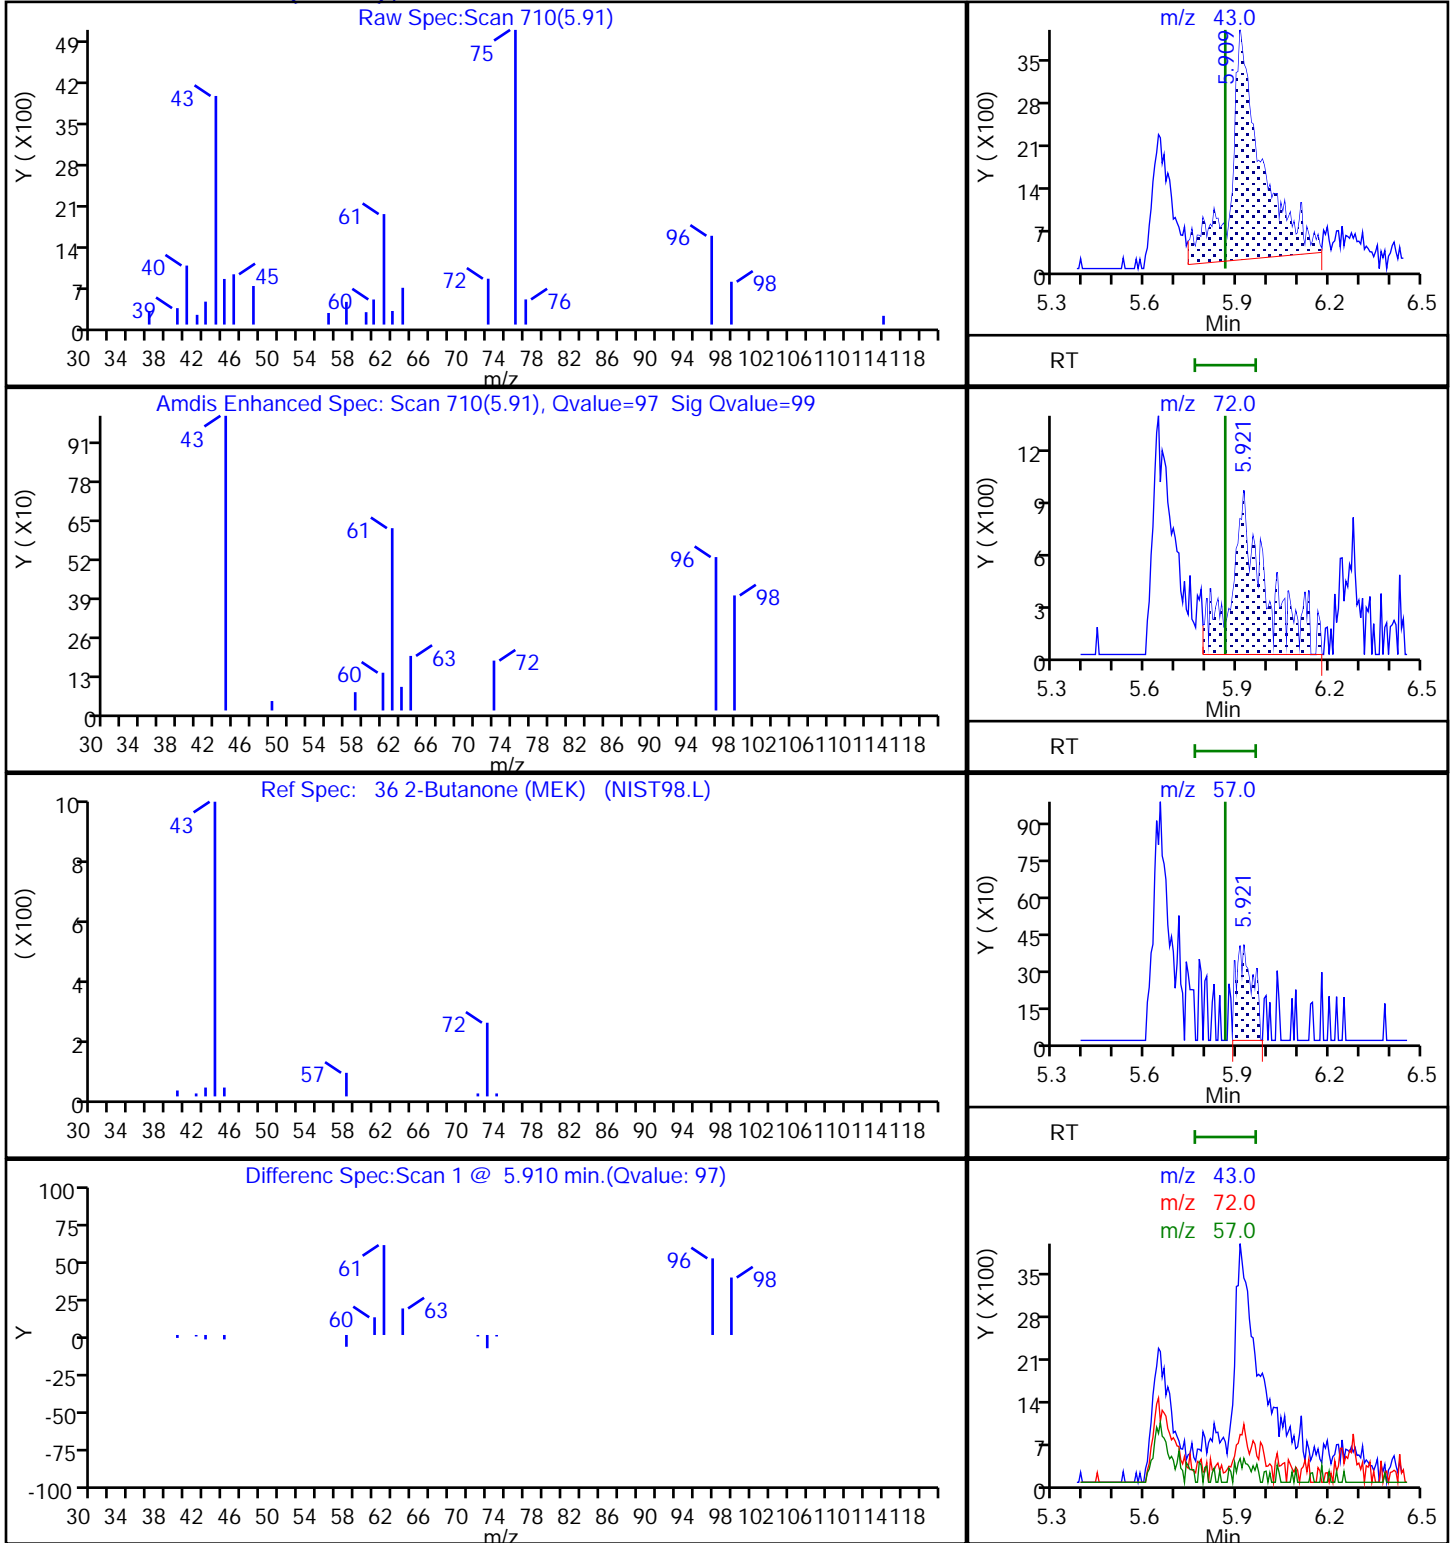 Raw Spec:Scan 710(5.91)
Y ( X100)
49
42
35
28
21
14
7
0
75
43
61
96
40
45
72
98
39
60
76
30 34 38 42 46 50 54 58 62 66 70 74 78 82 86 90 94 98 102 106 110 114 118
m/z
m/z 43.0
Y ( X100)
35
28
21
14
7
0
5.909
5.3 5.6 5.9 6.2 6.5
Min
RT
Amdis Enhanced Spec: Scan 710(5.91), Qvalue=97 Sig Qvalue=99
Y ( X10)
91
78
65
52
39
26
13
0
43
61
96
98
60
63
72
30 34 38 42 46 50 54 58 62 66 70 74 78 82 86 90 94 98 102 106 110 114 118
m/z
m/z 72.0
Y ( X100)
12
9
6
3
0
5.921
5.3 5.6 5.9 6.2 6.5
Min
RT
Ref Spec: 36 2-Butanone (MEK) (NIST98.L)
( X100)
10
8
6
4
2
0
43
72
57
30 34 38 42 46 50 54 58 62 66 70 74 78 82 86 90 94 98 102 106 110 114 118
m/z 57.0
Y ( X10)
90
75
60
45
30
15
0
5.921
5.3 5.6 5.9 6.2 6.5
Min
RT
Differenc Spec:Scan 1 @ 5.910 min.(Qvalue: 97)
Y
100
75
50
25
0
-25
-50
-75
-100
61
96
98
60
63
30 34 38 42 46 50 54 58 62 66 70 74 78 82 86 90 94 98 102 106 110 114 118
m/z
m/z 43.0
m/z 72.0
m/z 57.0
Y ( X100)
35
28
21
14
7
0
5.3 5.6 5.9 6.2 6.5
Min